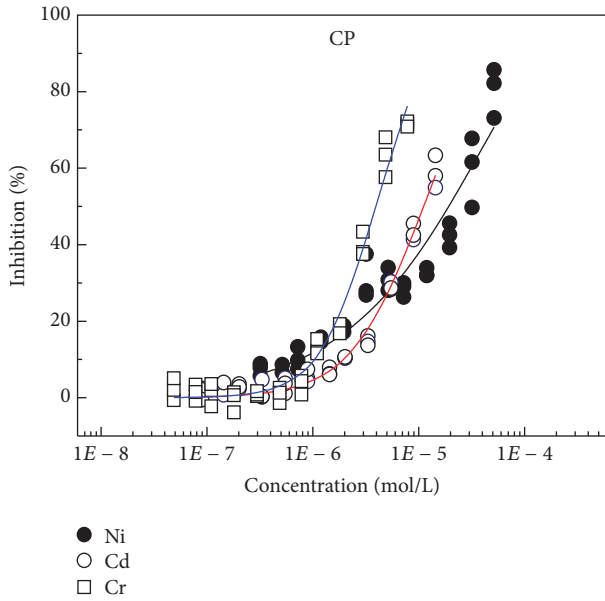 CP
Inhibition (%)
100
80
60
40
20
0
1E − 8
1E − 7
1E − 6
1E − 5
1E − 4
Concentration (mol/L)
Ni
Cd
Cr